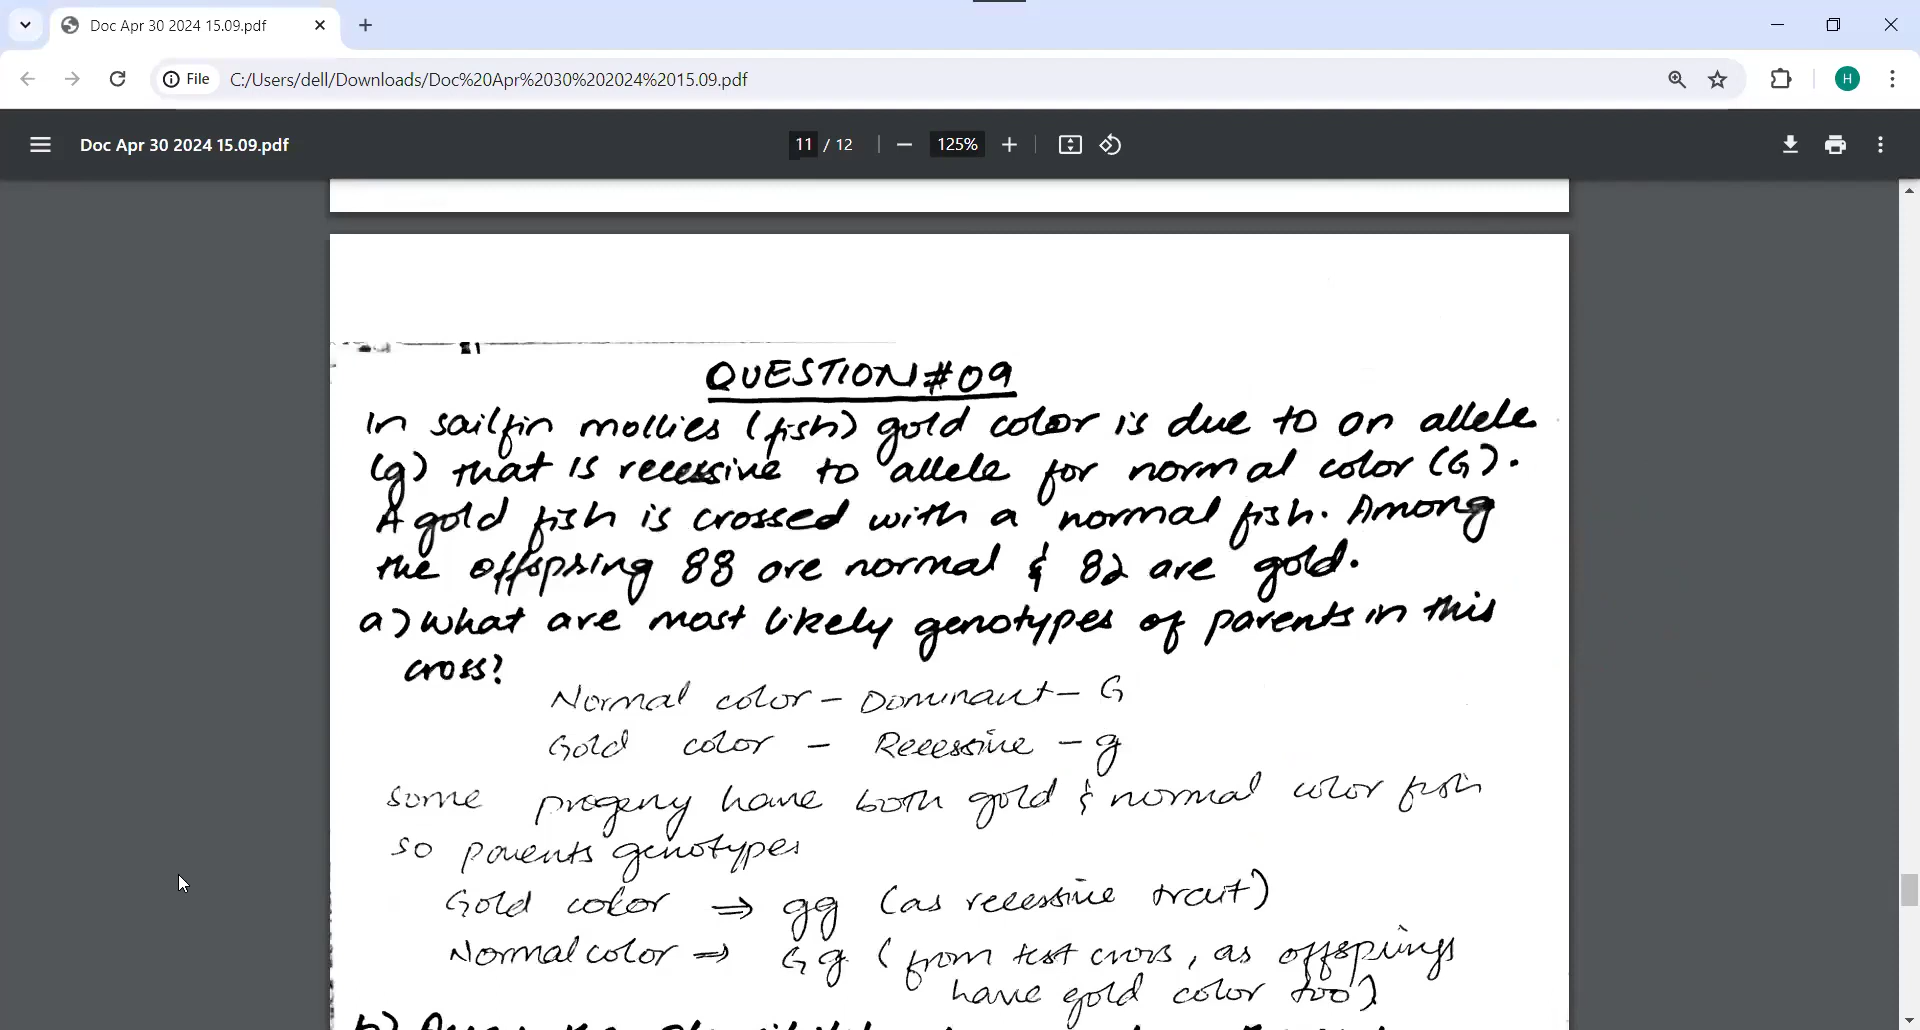 Doc Apr 30 2024 15.09.pdf
File
C:/Users/dell/Downloads/Doc%20Apr%2030%202024%2015.09.pdf
H
Doc Apr 30 2024 15.09.pdf
11 / 12
125%
QUESTION#09
In sailfin mollies (fish) gold color is due to an allele
(g) that is recessive to allele for normal color (G).
A gold fish is crossed with a normal fish. Among
the offspring 88 are normal & 82 are gold.
a) What are most likely genotypes of parents in this
cross?
Normal color – Dominant – G
Gold color – Recessive – g
some progeny have both gold & normal color fish
so parents genotypes
Gold color ⇒ gg (as recessive trait)
Normal color ⇒ Gg (from test cross, as offsprings
have gold color too)
b)